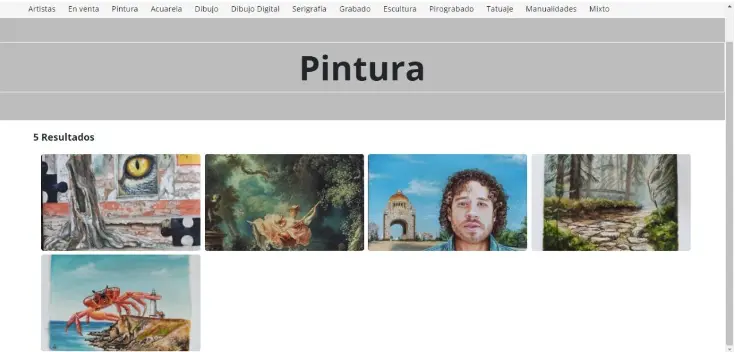 Artistas En venta Pintura Acuarela Dibujo Dibujo Digital Serigrafía Grabado Escultura Pirograbado Tatuaje Manualidades Mixto
Pintura
5 Resultados